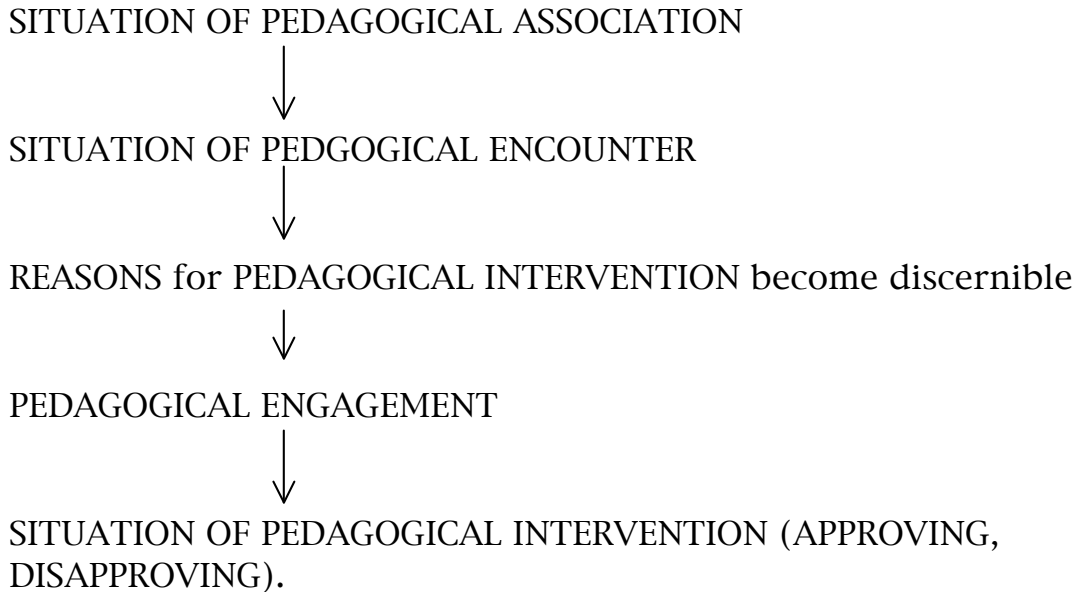 SITUATION OF PEDAGOGICAL ASSOCIATION
SITUATION OF PEDGOGICAL ENCOUNTER
REASONS for PEDAGOGICAL INTERVENTION become discernible
PEDAGOGICAL ENGAGEMENT
SITUATION OF PEDAGOGICAL INTERVENTION (APPROVING,
DISAPPROVING).